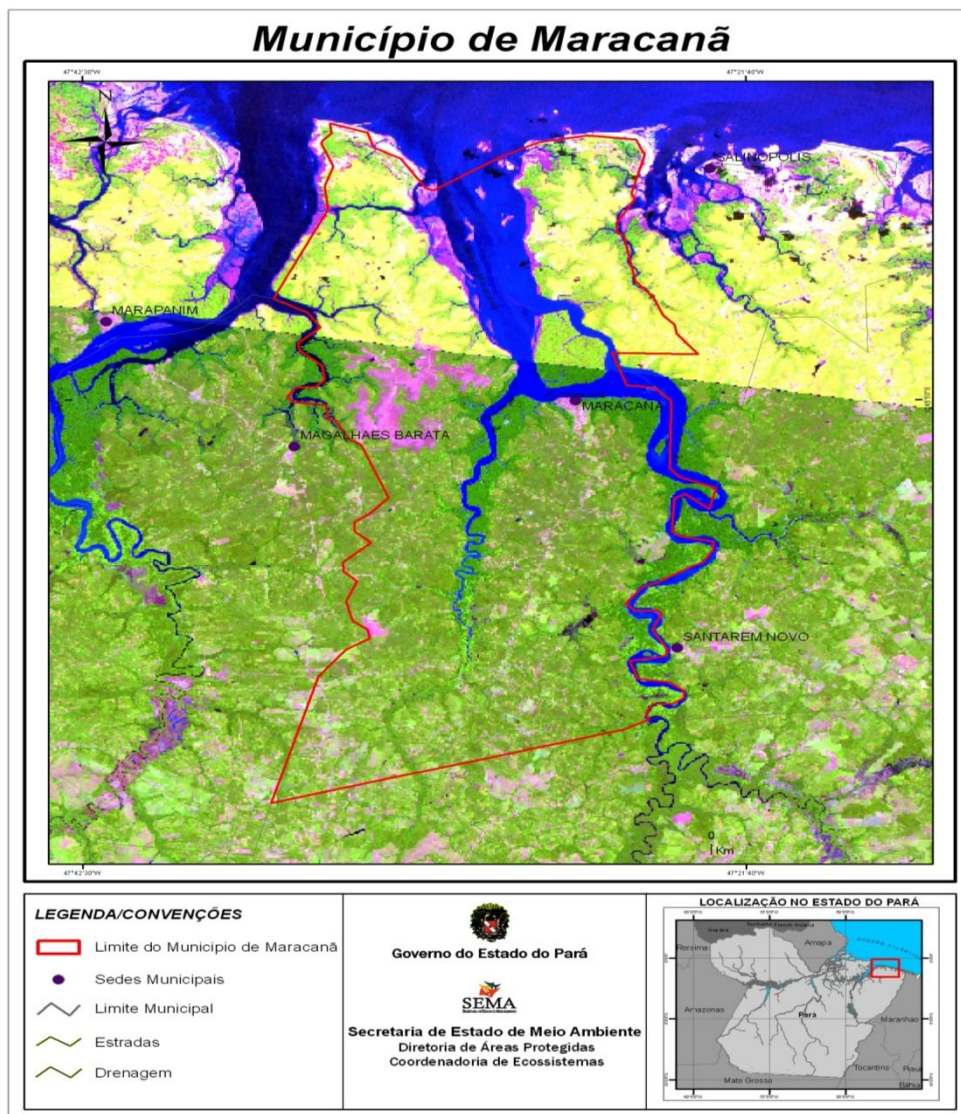 Município de Maracanã
47°42'30"W
47°21'40"W
N
SALINOPOLIS
MARAPANIM
MARACANA
MAGALHAES BARATA
SANTAREM NOVO
0
Km
47°42'30"W
47°21'40"W
LEGENDA/CONVENÇÕES
Limite do Municipio de Maracanã
Sedes Municipais
Limite Municipal
Estradas
Drenagem
Governo do Estado do Pará
SEMA
Secretaria de Estado de Meio Ambiente
Diretoria de Áreas Protegidas
Coordenadoria de Ecossistemas
LOCALIZAÇÃO NO ESTADO DO PARÁ
Roraima
Amapa
Amazonas
Pará
Maranhao
Tocantins
Piaui
Mato Grosso
Bahia